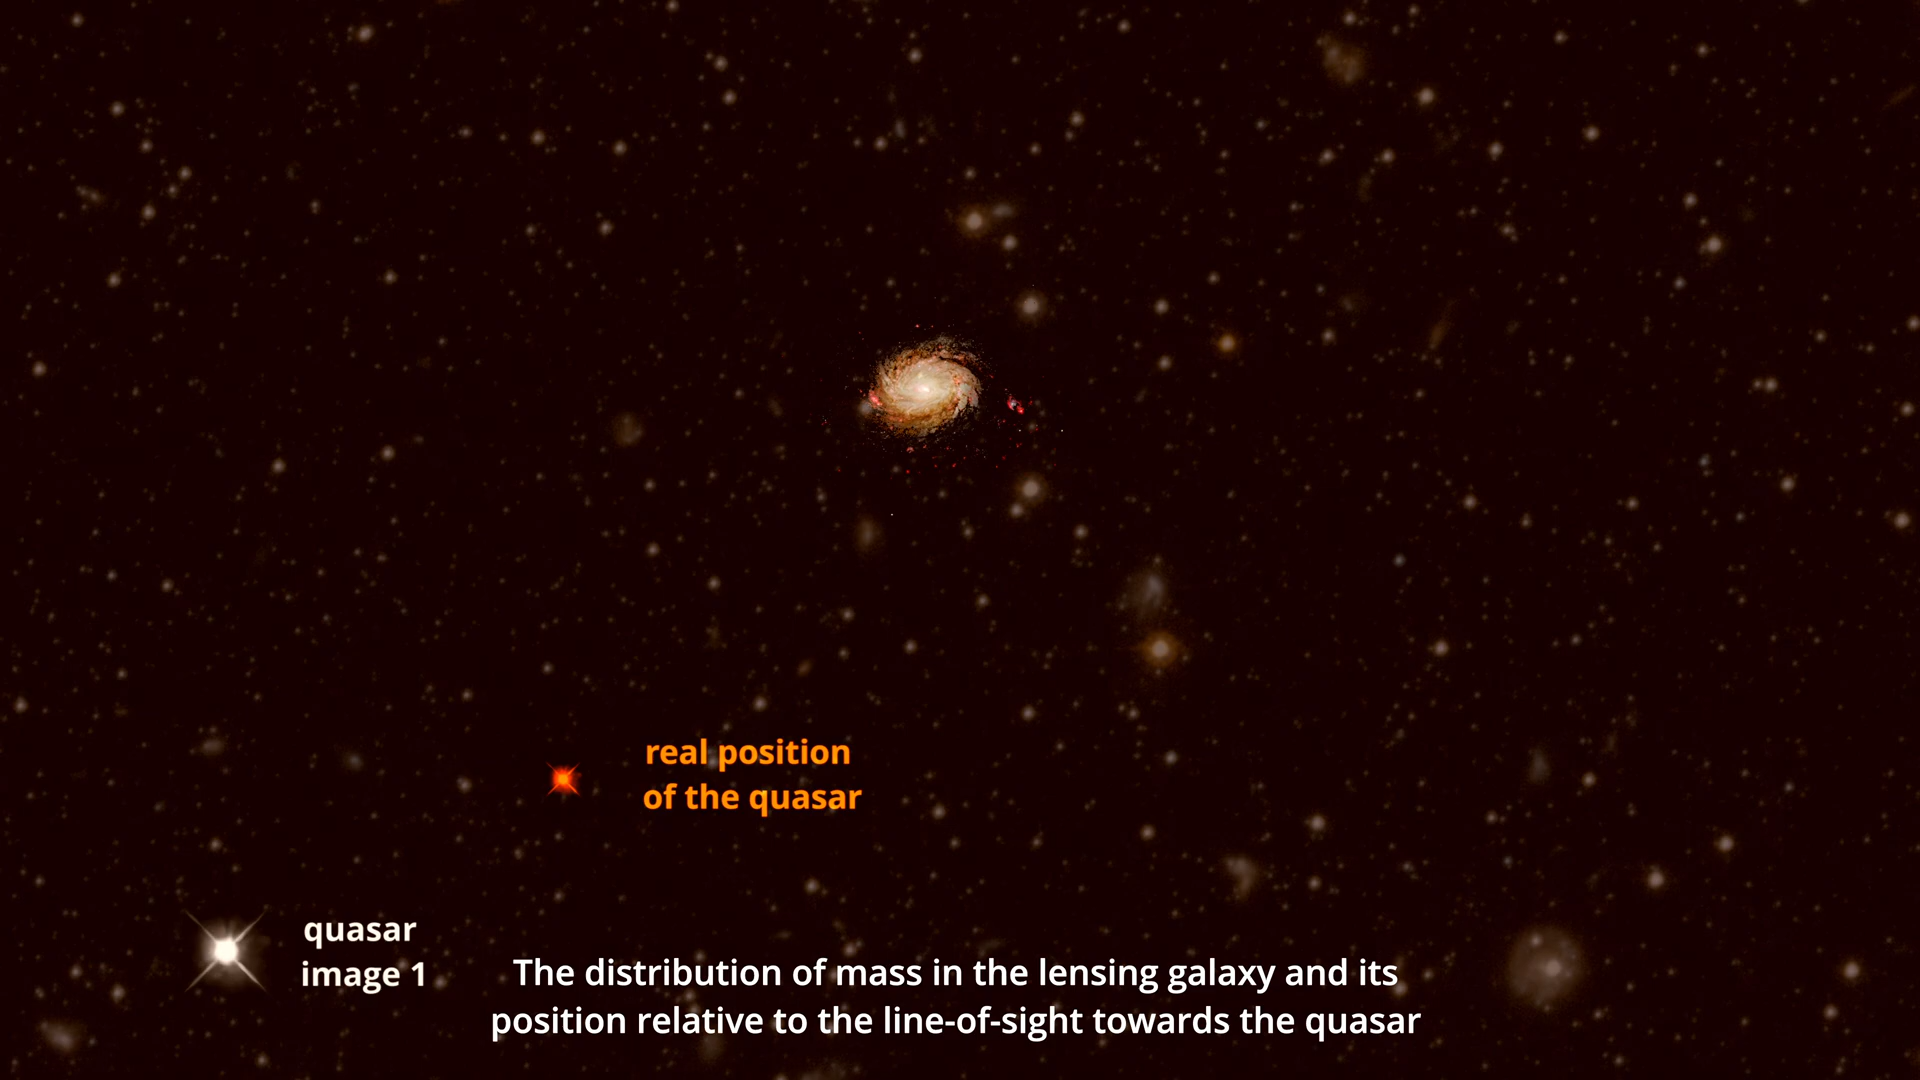 real position
of the quasar
quasar
image 1
The distribution of mass in the lensing galaxy and its
position relative to the line-of-sight towards the quasar